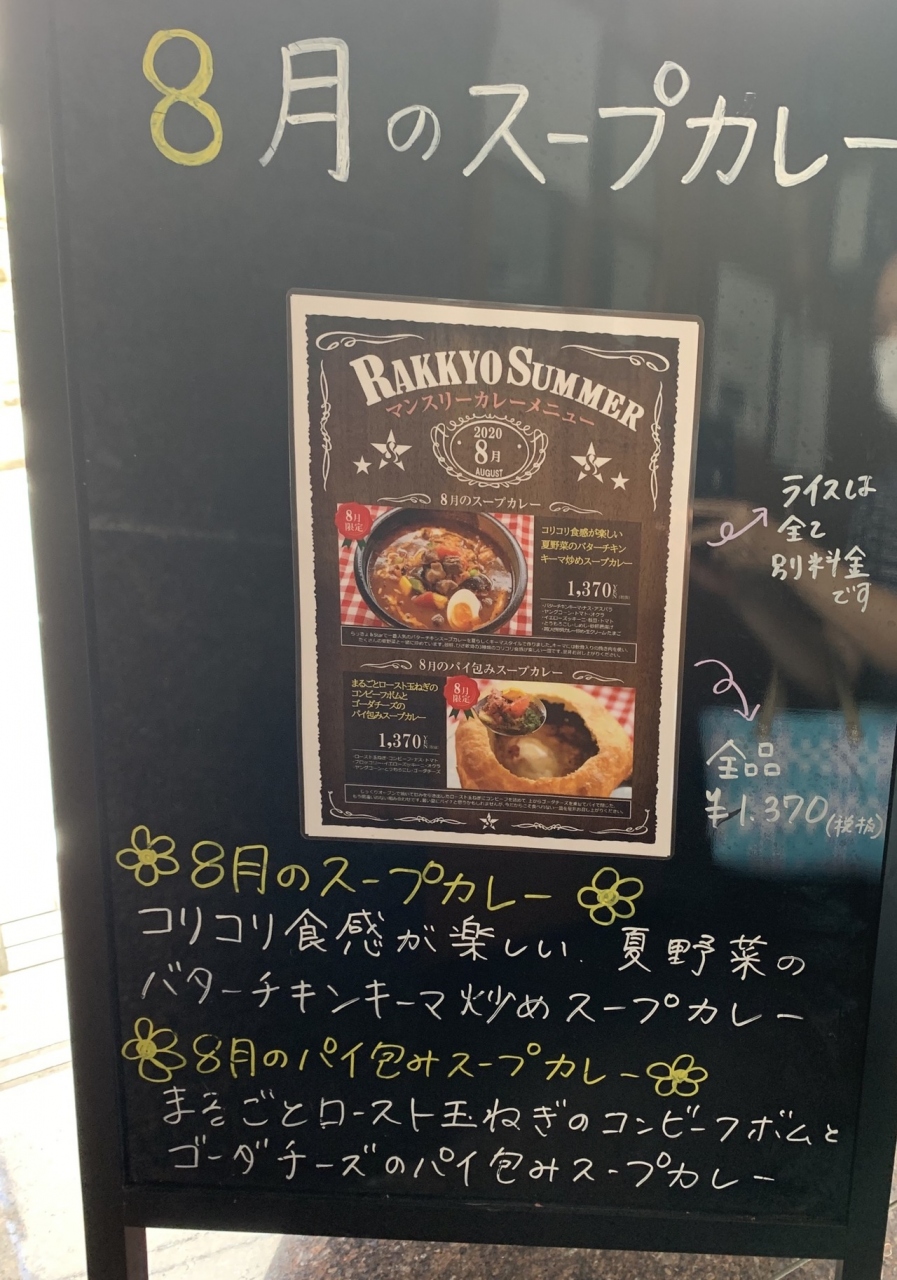 8月のスープカレー
RAKKYO SUMMER
マンスリーカレーメニュー
2020
8月
AUGUST
8月のスープカレー
8月
限定
コリコリ食感が楽しい
夏野菜のバターチキン
キーマ炒めスープカレー
1,370
8月のパイ包みスープカレー
まるごとロースト玉ねぎの
コンビーフボムと
ゴーダチーズの
パイ包みスープカレー
1,370
8月
限定
ライスは
全て
別料金
です
全品
¥1.370(税抜)
8月のスープカレー
コリコリ食感が楽しい、夏野菜の
バターチキンキーマ炒めスープカレー
8月のパイ包みスープカレー
まるごとロースト玉ねぎのコンビーフボムと
ゴーダチーズのパイ包みスープカレー